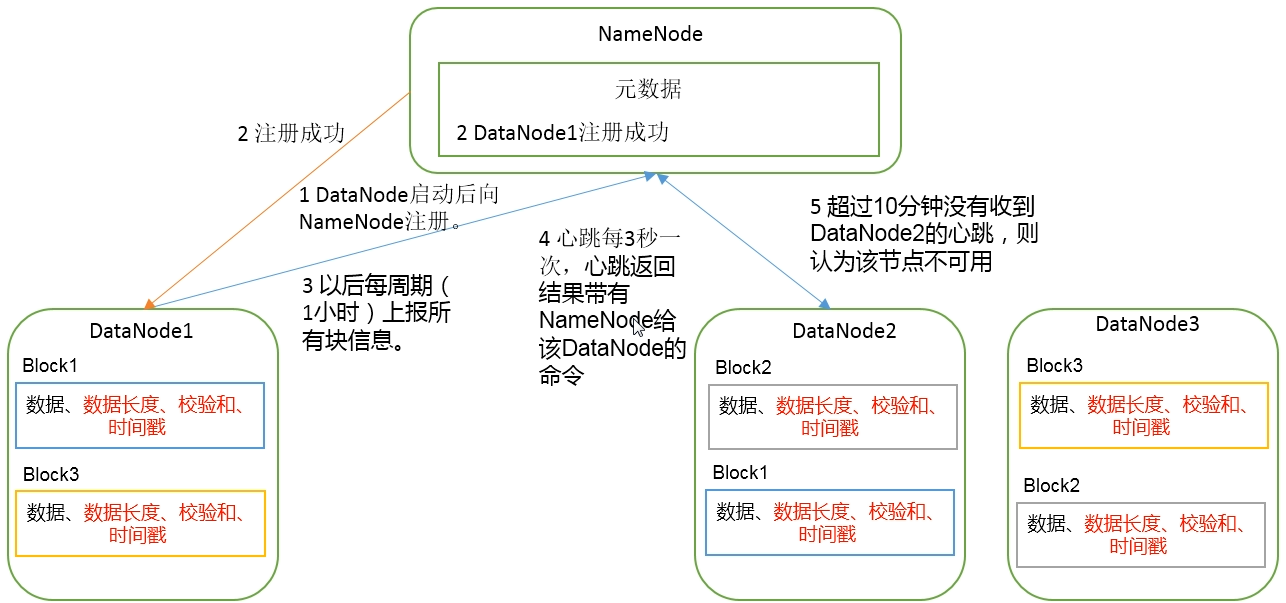 NameNode
元数据
2 DataNode1注册成功
2 注册成功
1 DataNode启动后向
NameNode注册。
3 以后每周期（
1小时）上报所
有块信息。
4 心跳每3秒一
次，心跳返回
结果带有
NameNode给
该DataNode的
命令
5 超过10分钟没有收到
DataNode2的心跳，则
认为该节点不可用
DataNode1
Block1
数据、数据长度、校验和、
时间戳
Block3
数据、数据长度、校验和、
时间戳
DataNode2
Block2
数据、数据长度、校验和、
时间戳
Block1
数据、数据长度、校验和、
时间戳
DataNode3
Block3
数据、数据长度、校验和、
时间戳
Block2
数据、数据长度、校验和、
时间戳